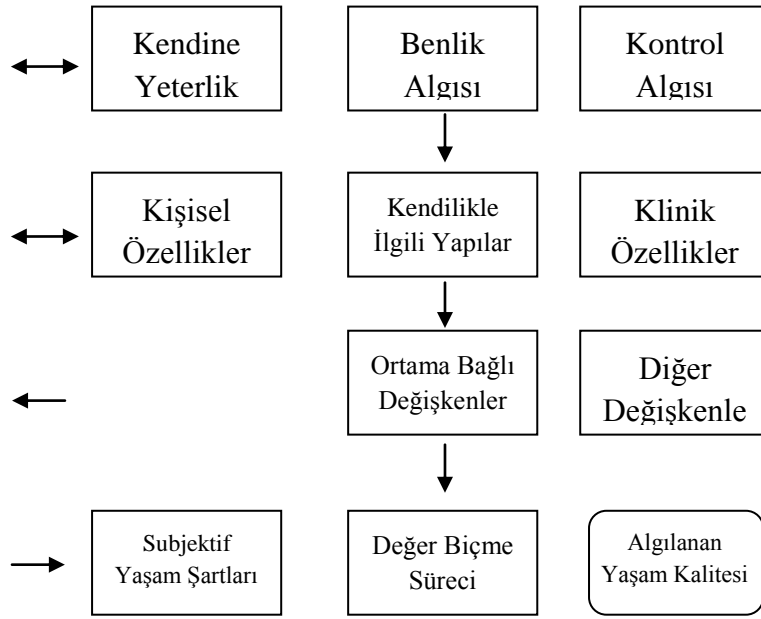 Kendine
Yeterlik
Benlik
Algısı
Kontrol
Algısı
Kişisel
Özellikler
Kendilikle
İlgili Yapılar
Klinik
Özellikler
Ortama Bağlı
Değişkenler
Diğer
Değişkenle
Subjektif
Yaşam Şartları
Değer Biçme
Süreci
Algılanan
Yaşam Kalitesi